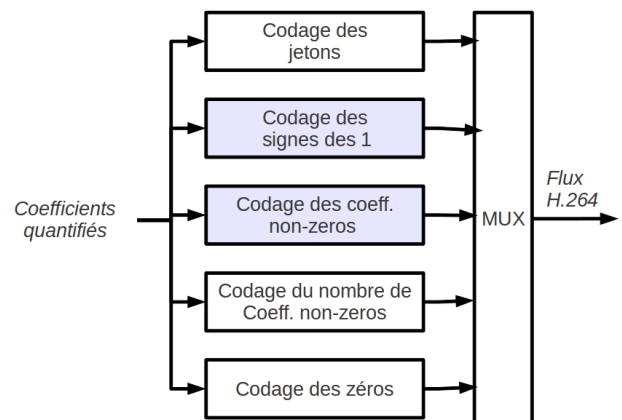 Codage des
jetons
Codage des
signes des 1
Codage des coeff.
non-zeros
Codage du nombre de
Coeff. non-zeros
Codage des zéros
Coefficients
quantifiés
MUX
Flux
H.264